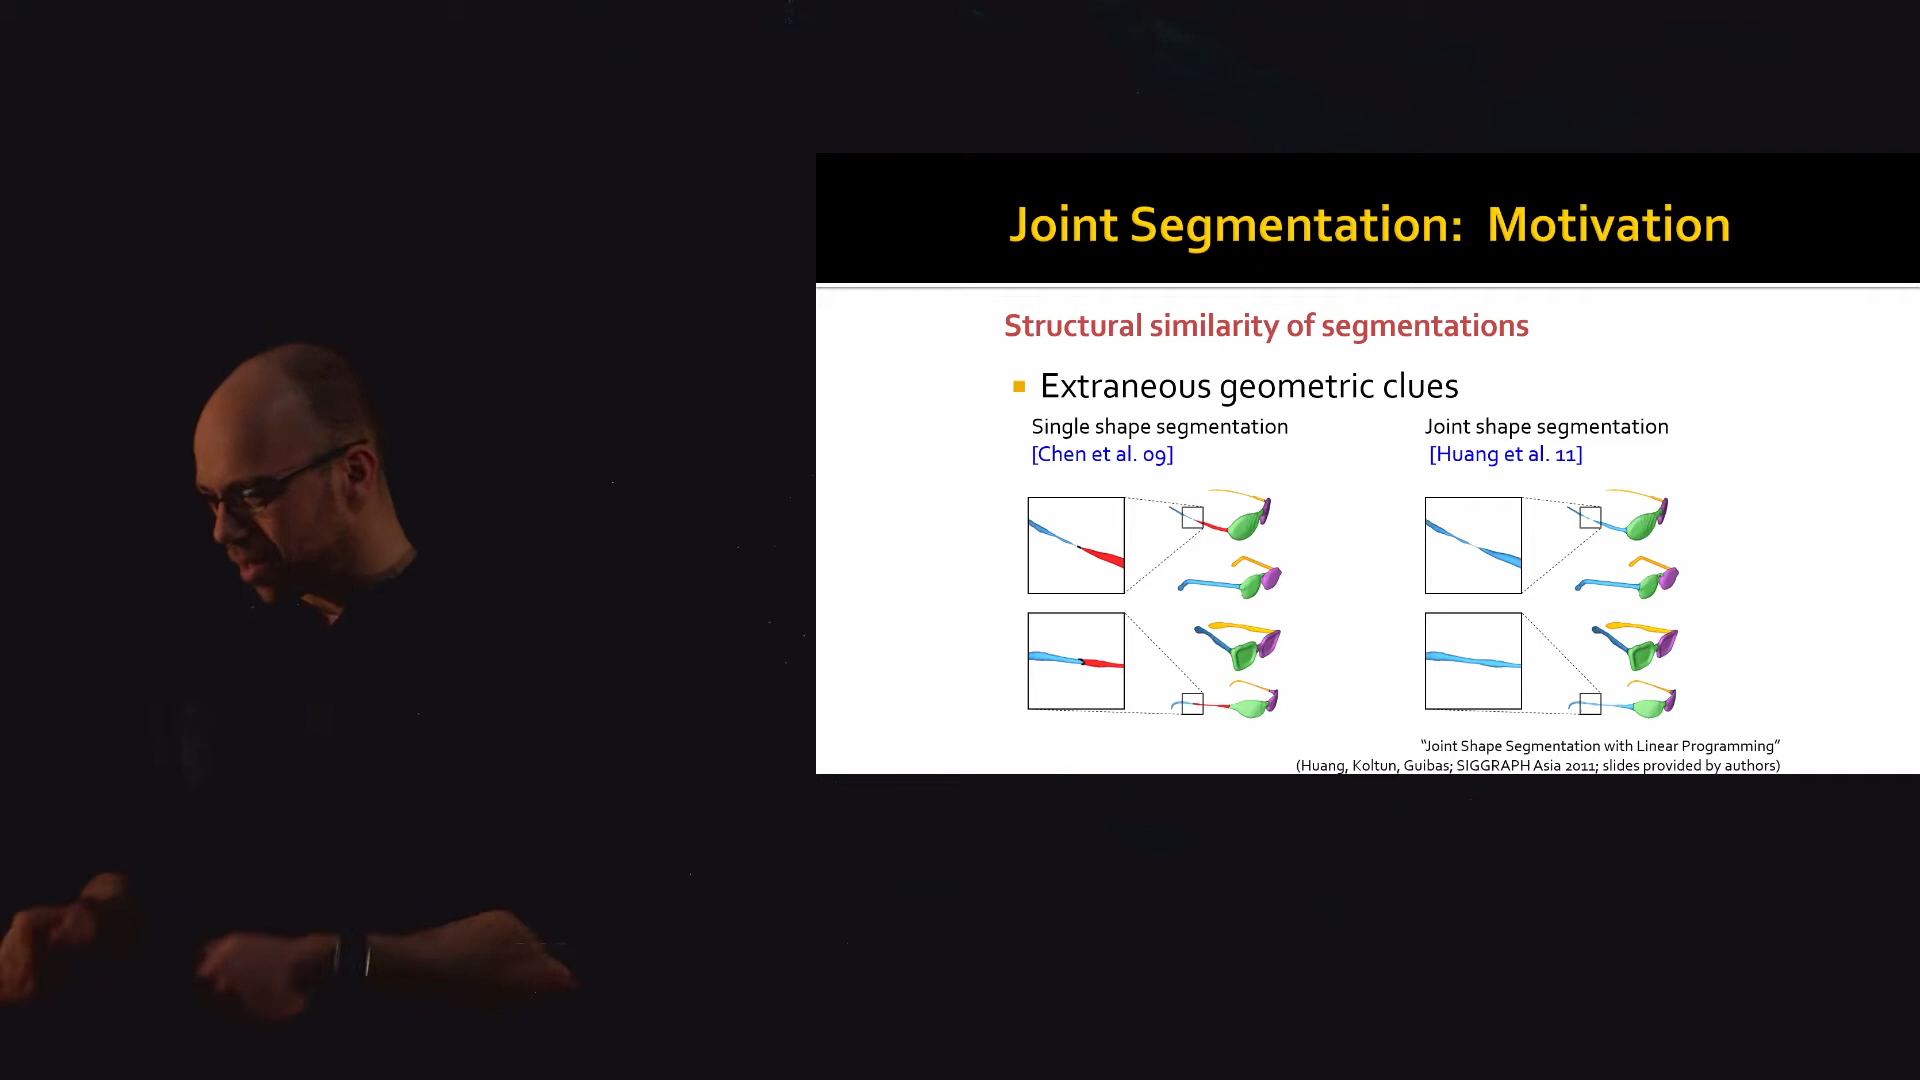 Joint Segmentation: Motivation
Structural similarity of segmentations
Extraneous geometric clues
Single shape segmentation
[Chen et al. 09]
Joint shape segmentation
[Huang et al. 11]
“Joint Shape Segmentation with Linear Programming”
(Huang, Koltun, Guibas; SIGGRAPH Asia 2011; slides provided by authors)